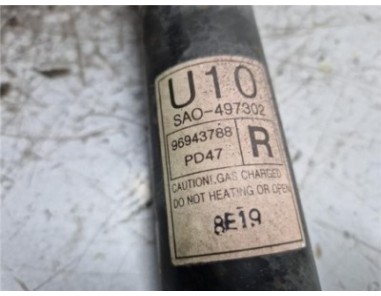 U10
SAO-497302
96943788
PD47
R
CAUTION! GAS CHARGED
DO NOT HEATING OR OPEN
8E19